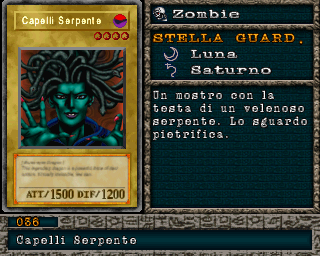 Capelli Serpente
ATT/1500 DIF/1200
Zombie
STELLA GUARD.
Luna
Saturno
Un mostro con la
testa di un velenoso
serpente. Lo sguardo
pietrifica.
036
Capelli Serpente